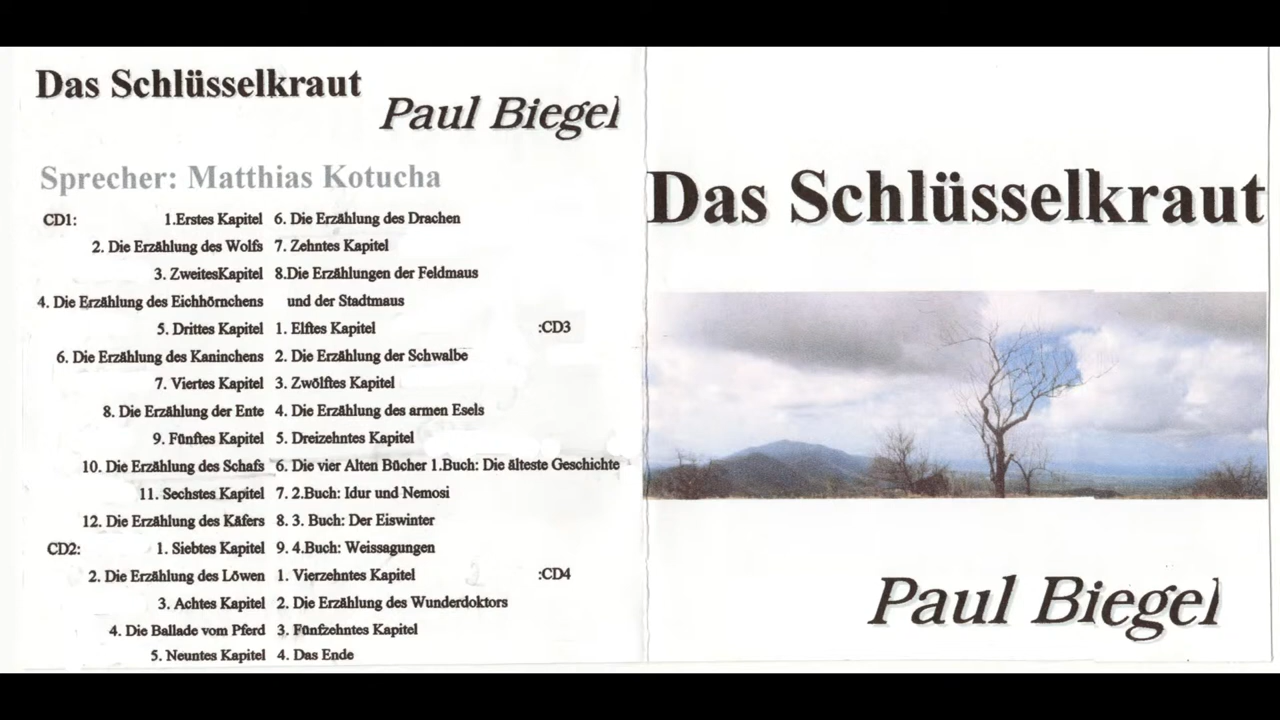 Das Schlüsselkraut
Paul Biegel
Sprecher: Matthias Kotucha
CD1:
1.Erstes Kapitel
2. Die Erzählung des Wolfs
3. ZweitesKapitel
4. Die Erzählung des Eichhörnchens
5. Drittes Kapitel
6. Die Erzählung des Kaninchens
7. Viertes Kapitel
8. Die Erzählung der Ente
9. Fünftes Kapitel
10. Die Erzählung des Schafs
11. Sechstes Kapitel
12. Die Erzählung des Käfers
CD2:
1. Siebtes Kapitel
2. Die Erzählung des Löwen
3. Achtes Kapitel
4. Die Ballade vom Pferd
5. Neuntes Kapitel
6. Die Erzählung des Drachen
7. Zehntes Kapitel
8.Die Erzählungen der Feldmaus
und der Stadtmaus
1. Elftes Kapitel :CD3
2. Die Erzählung der Schwalbe
3. Zwölftes Kapitel
4. Die Erzählung des armen Esels
5. Dreizehntes Kapitel
6. Die vier Alten Bücher 1.Buch: Die älteste Geschichte
7. 2.Buch: Idur und Nemosi
8. 3. Buch: Der Eiswinter
9. 4.Buch: Weissagungen
1. Vierzehntes Kapitel :CD4
2. Die Erzählung des Wunderdoktors
3. Fünfzehntes Kapitel
4. Das Ende
Das Schlüsselkraut
Paul Biegel